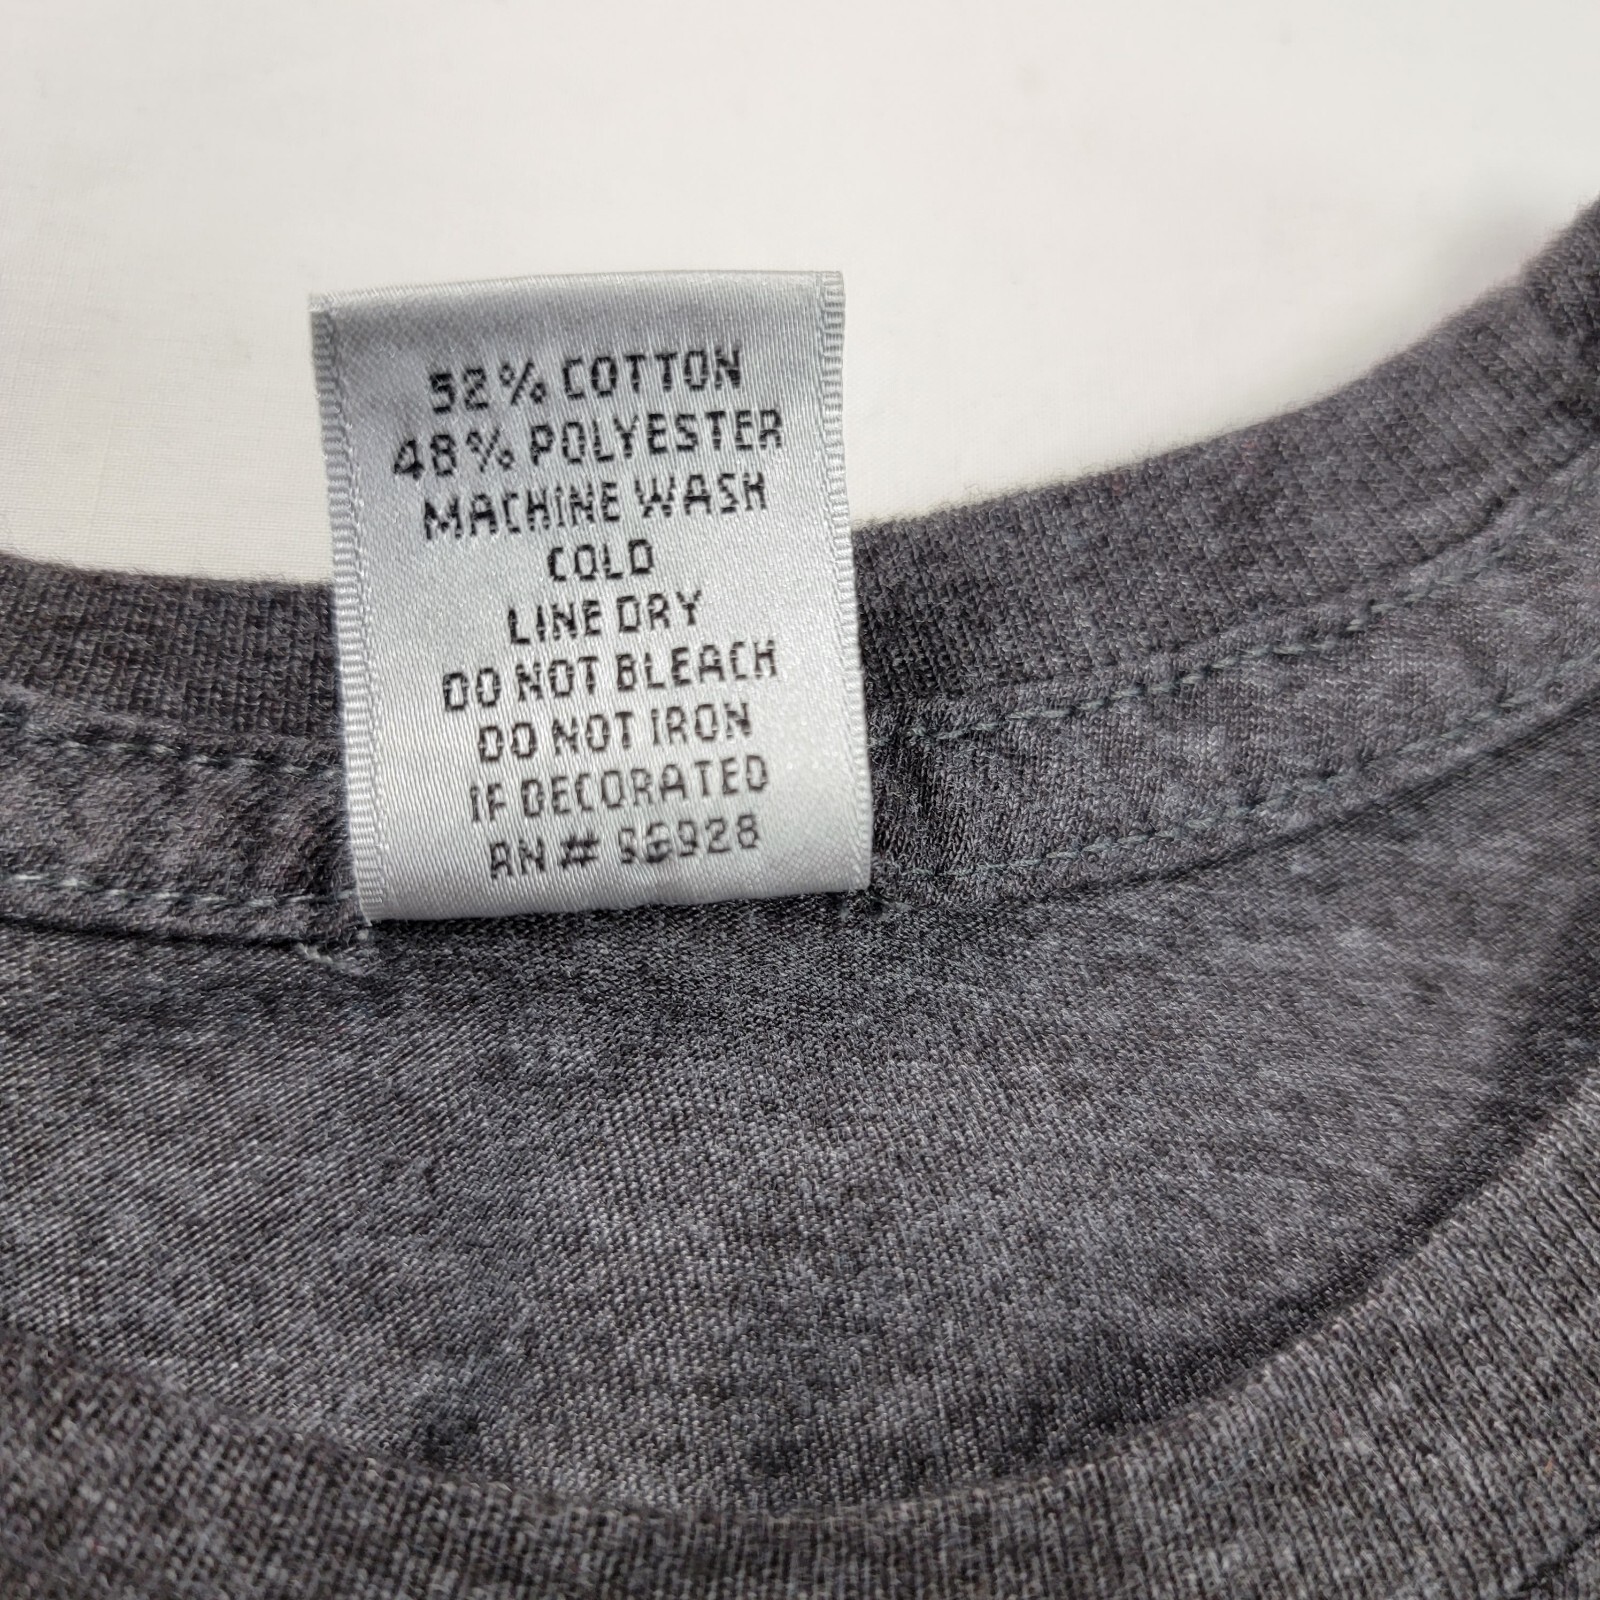 52% COTTON
48% POLYESTER
MACHINE WASH
COLD
LINE DRY
DO NOT BLEACH
DO NOT IRON
IF DECORATED
RN #